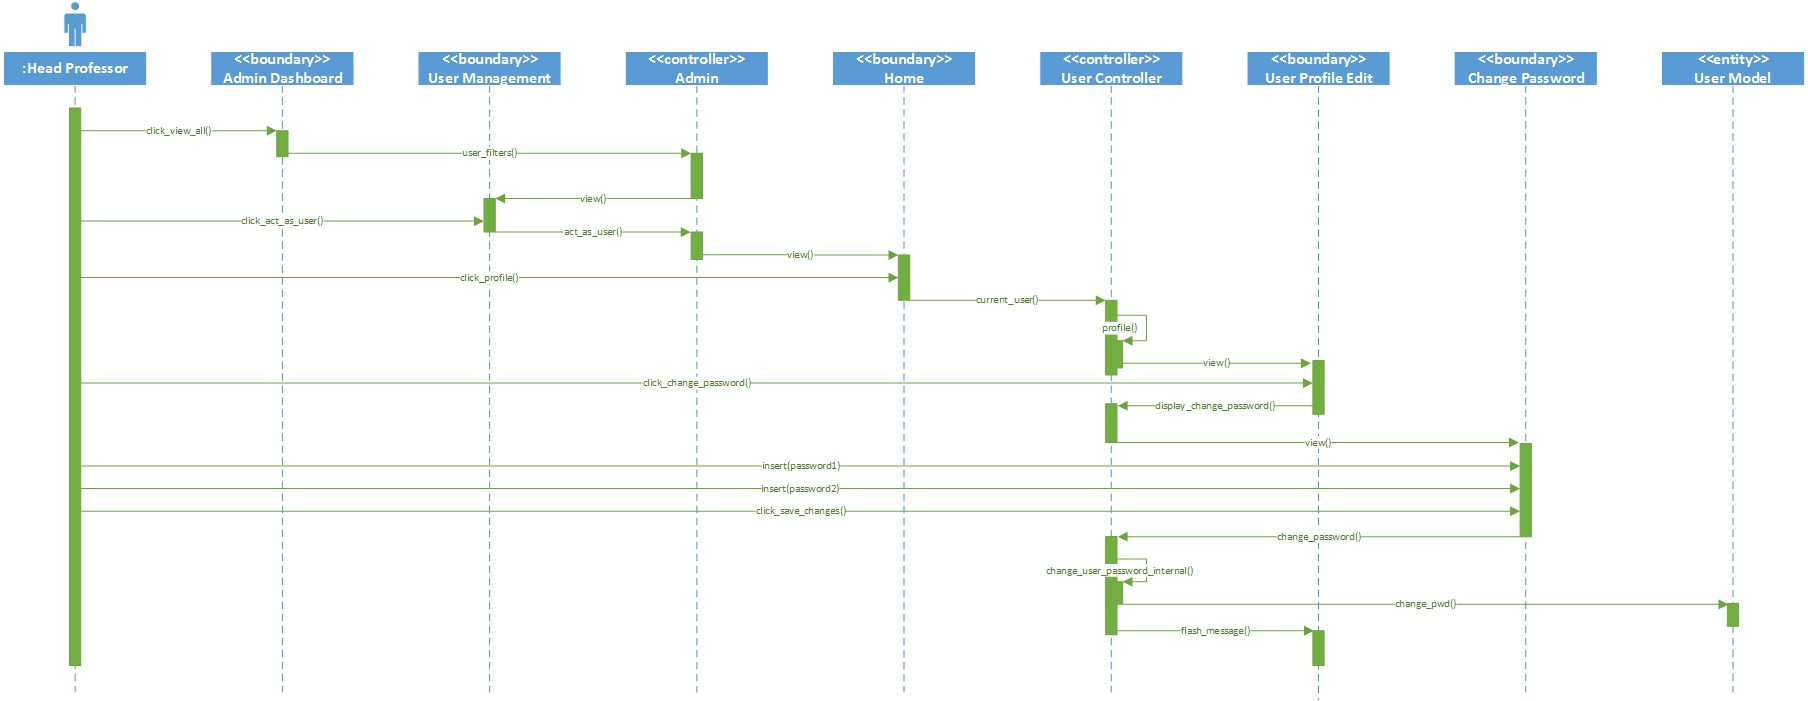 :Head Professor
<<boundary>>
Admin Dashboard
<<boundary>>
User Management
<<controller>>
Admin
<<boundary>>
Home
<<controller>>
User Controller
<<boundary>>
User Profile Edit
<<boundary>>
Change Password
<<entity>>
User Model
click_view_all()
user_filters()
view()
click_act_as_user()
act_as_user()
view()
click_profile()
current_user()
profile()
view()
click_change_password()
display_change_password()
view()
insert(password1)
insert(password2)
click_save_changes()
change_password()
change_user_password_internal()
change_pwd()
flash_message()